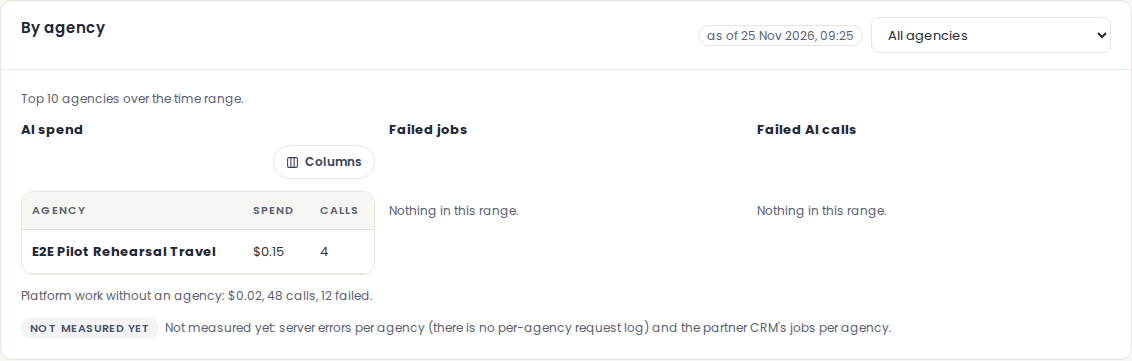 By agency
as of 25 Nov 2026, 09:25
All agencies
Top 10 agencies over the time range.
AI spend
Failed jobs
Failed AI calls
Columns
AGENCY SPEND CALLS
Nothing in this range.
Nothing in this range.
E2E Pilot Rehearsal Travel $0.15 4
Platform work without an agency: $0.02, 48 calls, 12 failed.
NOT MEASURED YET Not measured yet: server errors per agency (there is no per-agency request log) and the partner CRM's jobs per agency.